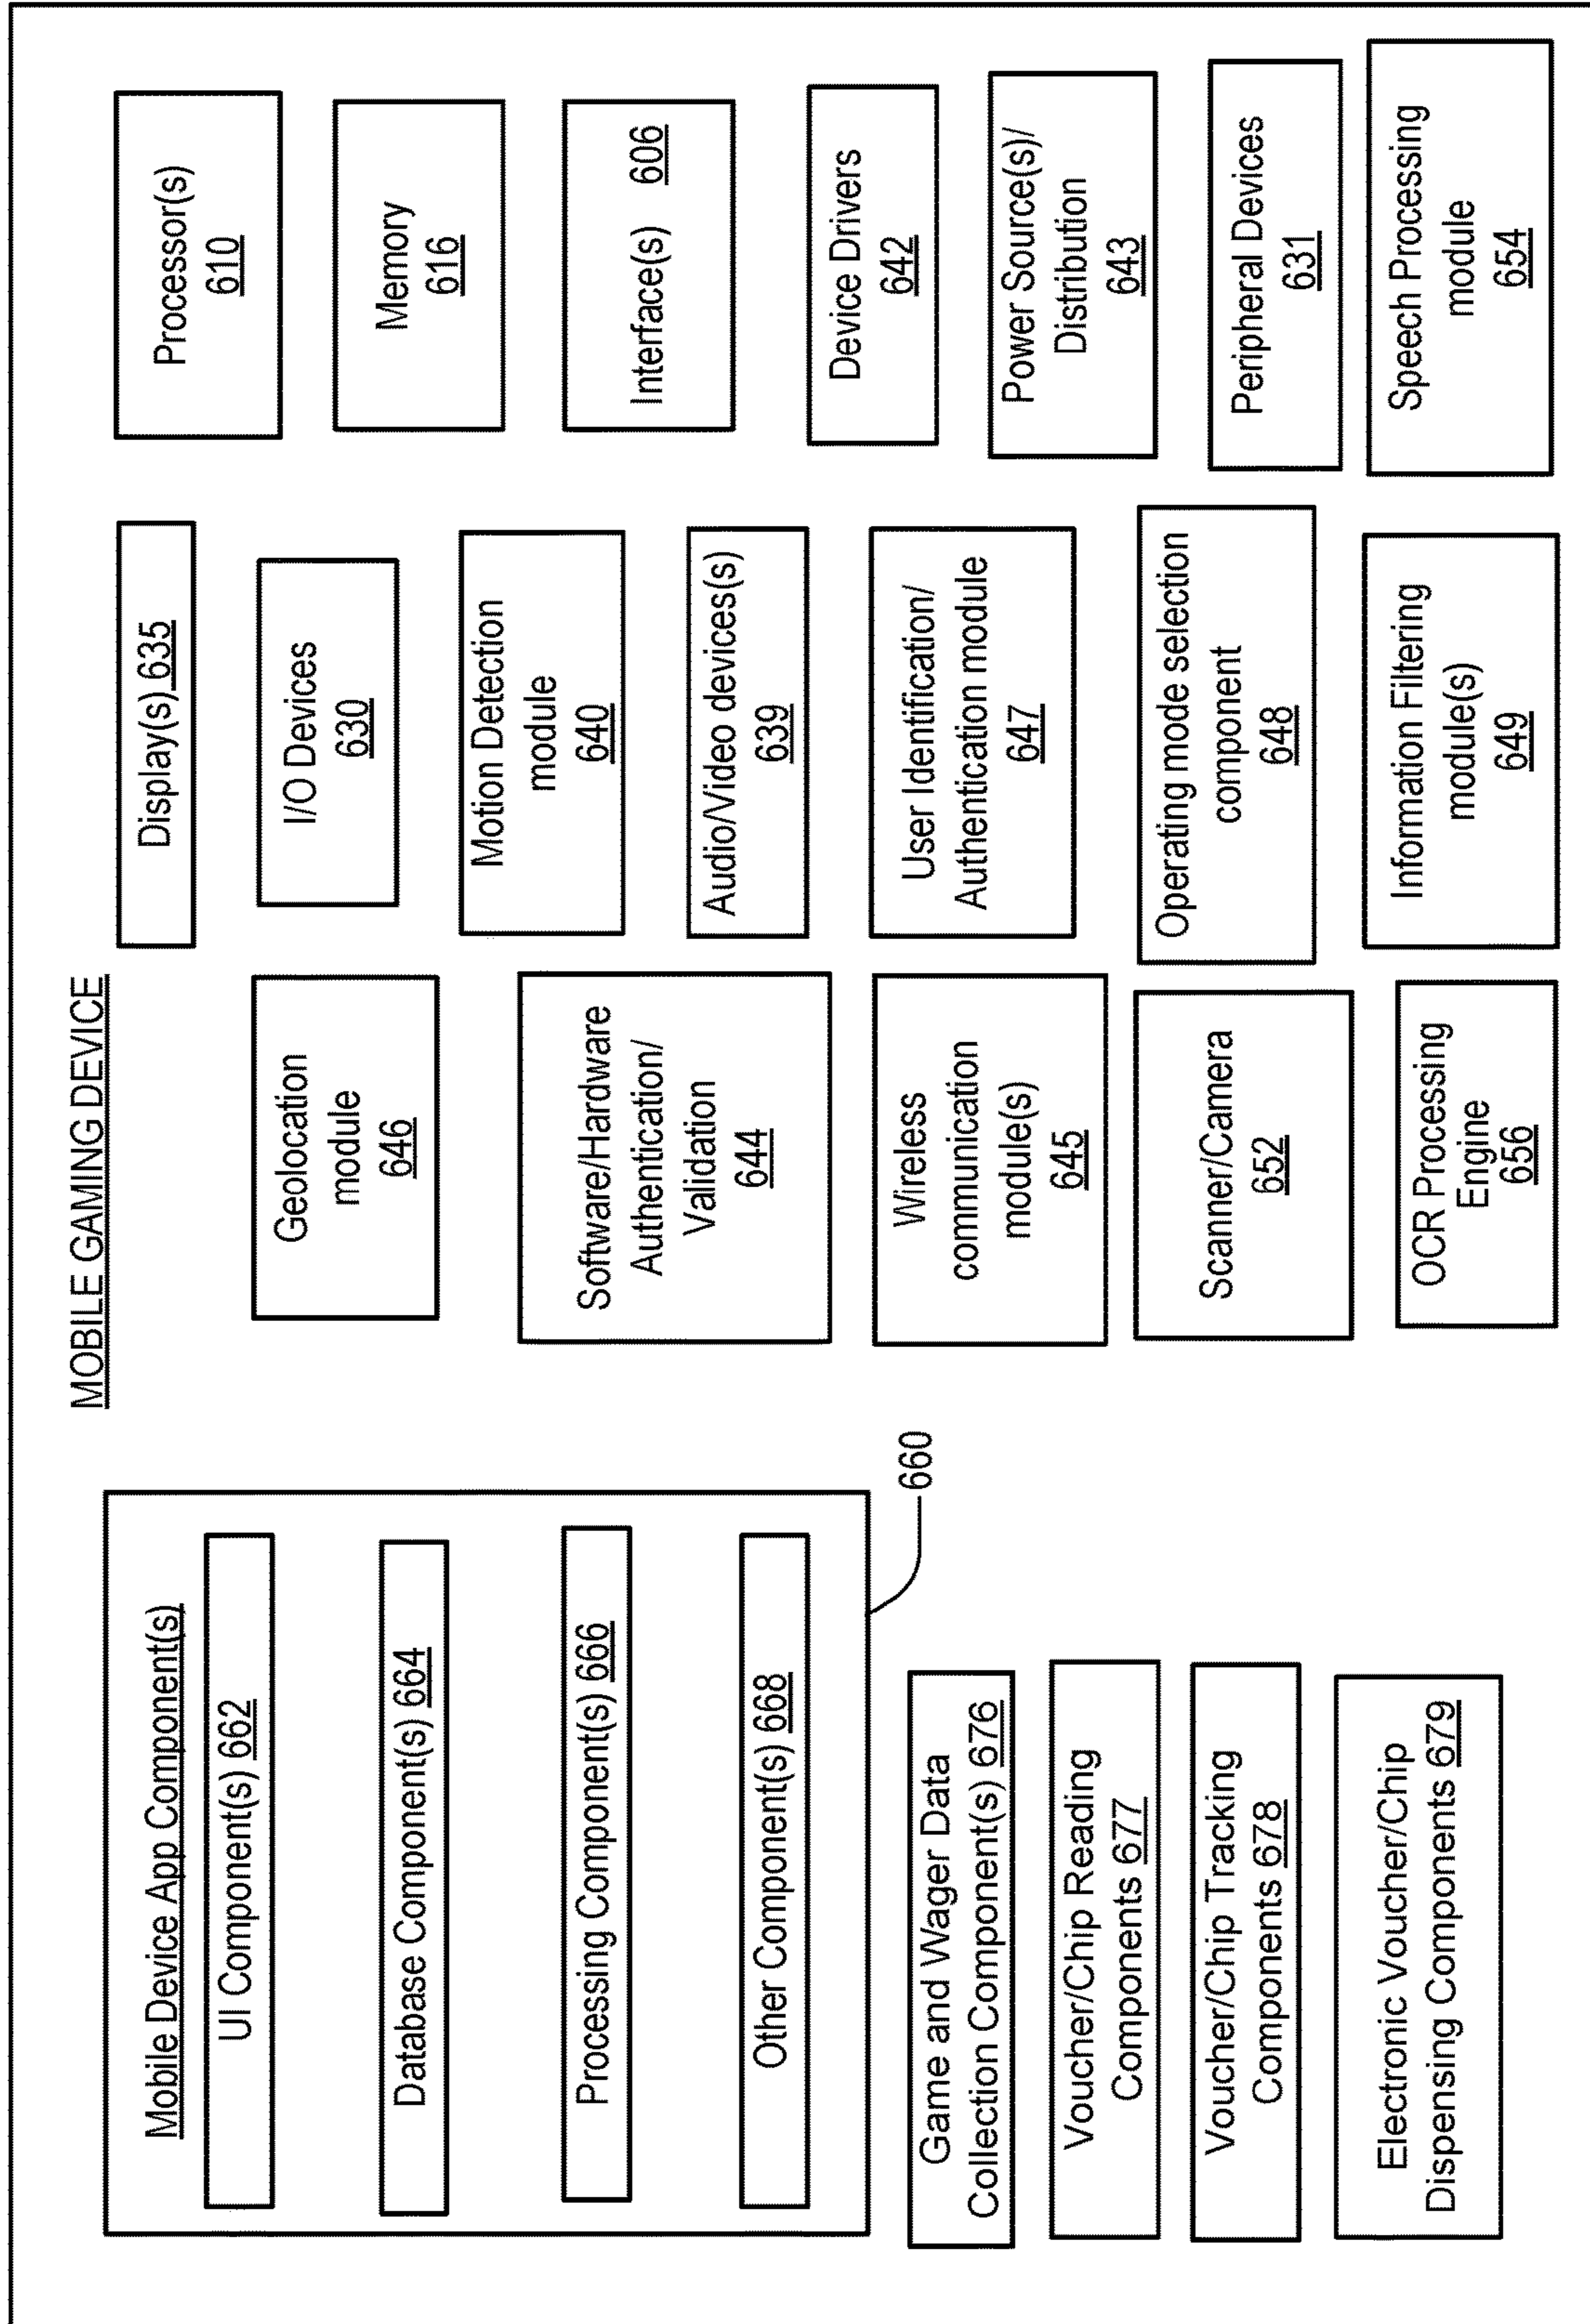 MOBILE GAMING DEVICE
Mobile Device App Component(s)
UI Component(s) 662
Database Component(s) 664
Processing Component(s) 666
Other Component(s) 668
660
Game and Wager Data
Collection Component(s) 676
Voucher/Chip Reading
Components 677
Voucher/Chip Tracking
Components 678
Electronic Voucher/Chip
Dispensing Components 679
Geolocation
module
646
Software/Hardware
Authentication/
Validation
644
Wireless
communication
module(s)
645
Scanner/Camera
652
OCR Processing
Engine
656
Display(s) 635
I/O Devices
630
Motion Detection
module
640
Audio/Video devices(s)
639
User Identification/
Authentication module
647
Operating mode selection
component
648
Information Filtering
module(s)
649
Processor(s)
610
Memory
616
Interface(s) 606
Device Drivers
642
Power Source(s)/
Distribution
643
Peripheral Devices
631
Speech Processing
module
654